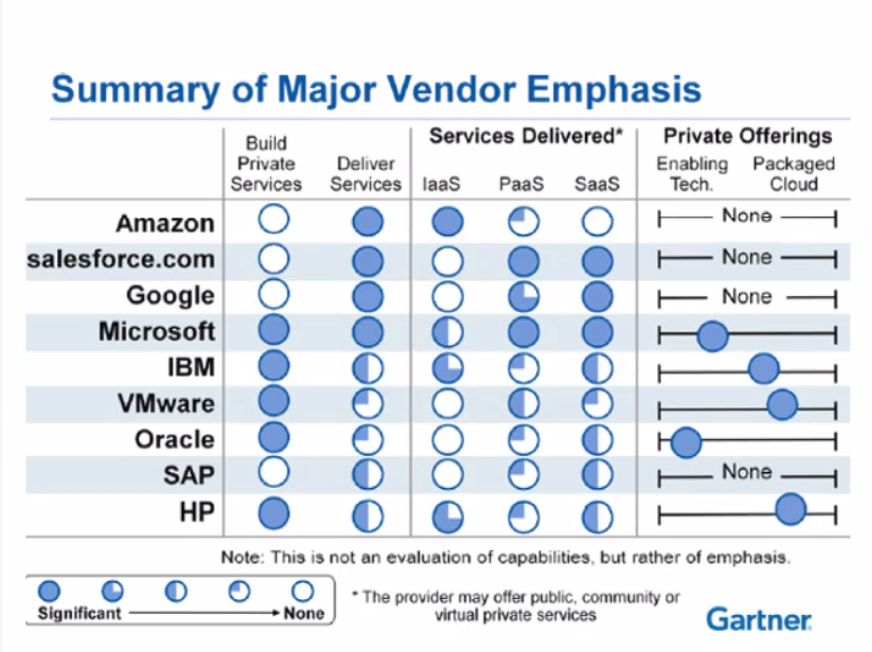 Summary of Major Vendor Emphasis
Build Private Services
Deliver Services
Services Delivered*
IaaS
PaaS
SaaS
Private Offerings
Enabling Tech.
Packaged Cloud
Amazon
None
salesforce.com
None
Google
None
Microsoft
IBM
VMware
Oracle
SAP
None
HP
Note: This is not an evaluation of capabilities, but rather of emphasis.
Significant
None
* The provider may offer public, community or
virtual private services
Gartner